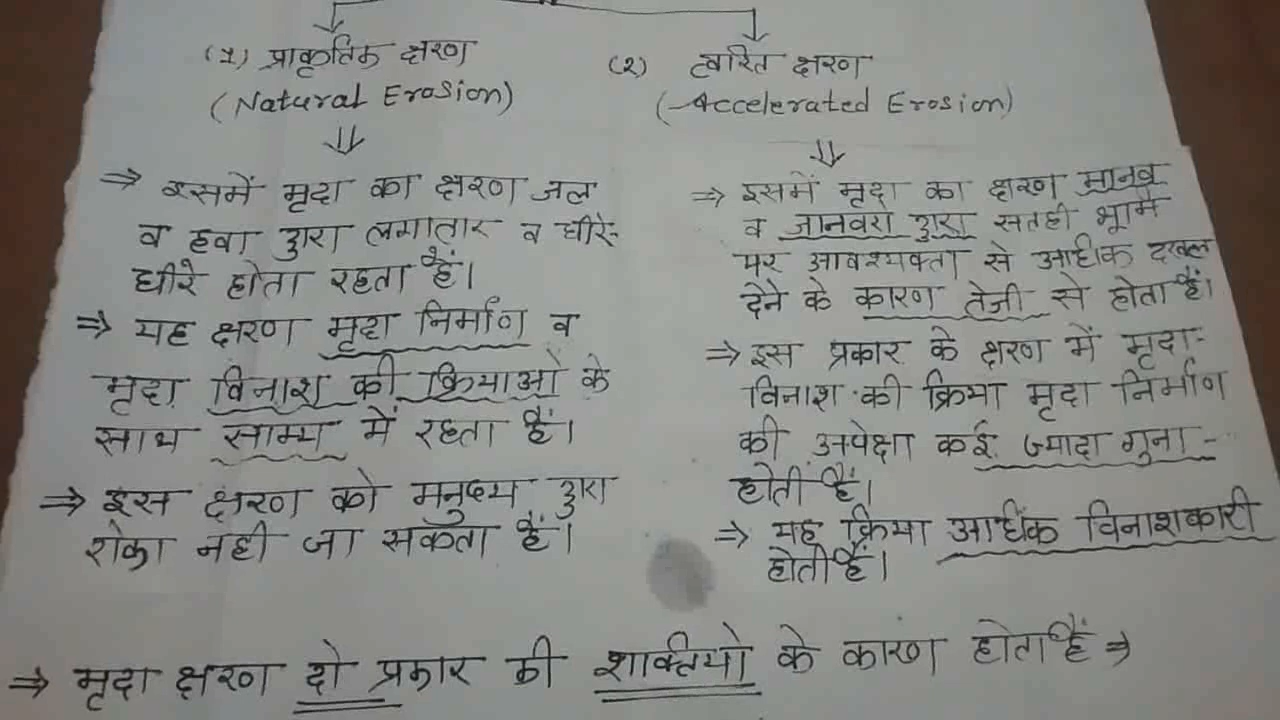 (१) प्राकृतिक क्षरण
(Natural Erosion)
⇒ इसमें मृदा का क्षरण जल
व हवा द्वारा लगातार व धीरे-
धीरे होता रहता हैं।
⇒ यह क्षरण मृदा निर्माण व
मृदा विनाश की क्रियाओं के
साथ साम्य में रहता हैं।
⇒ इस क्षरण को मनुष्य द्वारा
रोका नही जा सकता हैं।
(२) त्वरित क्षरण
(Accelerated Erosion)
⇒ इसमें मृदा का क्षरण मानव
व जानवरो द्वारा सतही भूमि
पर आवश्यकता से अधिक दखल
देने के कारण तेजी से होता हैं।
⇒ इस प्रकार के क्षरण में मृदा-
विनाश की क्रिया मृदा निर्माण
की अपेक्षा कई ज्यादा गुना -
होती हैं।
⇒ यह क्रिया अधिक विनाशकारी
होती हैं।
⇒ मृदा क्षरण दो प्रकार की शक्तियो के कारण होता हैं ⇒